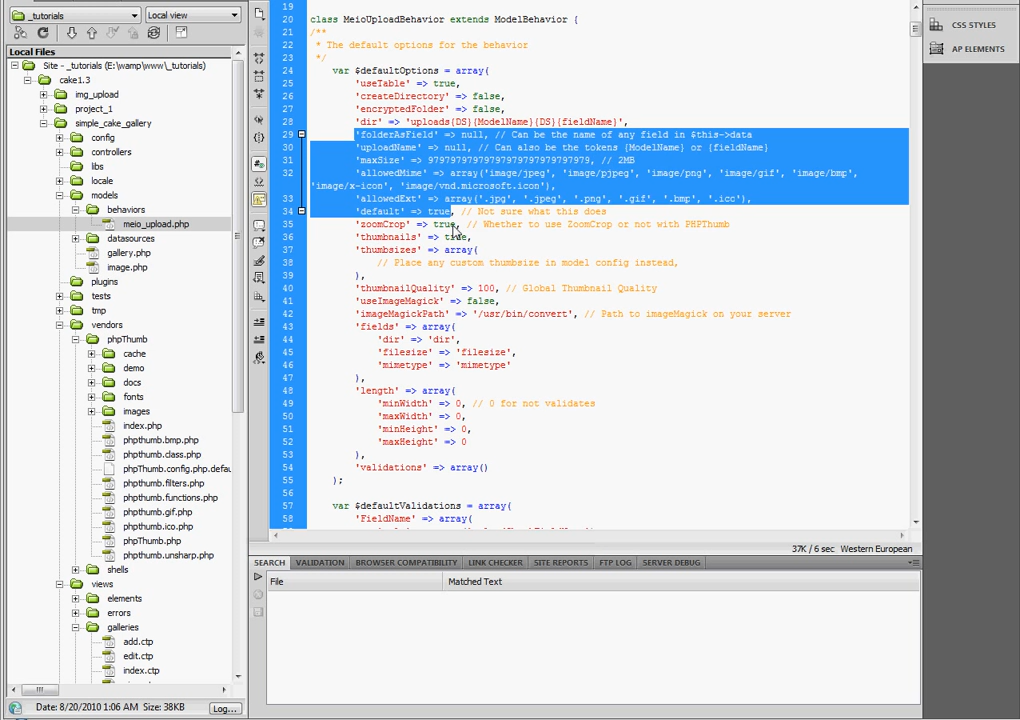 _tutorials
Local view
Local Files
Site - _tutorials (E:\wamp\www\_tutorials)
cake1.3
img_upload
project_1
simple_cake_gallery
config
controllers
libs
locale
models
behaviors
meio_upload.php
datasources
gallery.php
image.php
plugins
tests
tmp
vendors
phpThumb
cache
demo
docs
fonts
images
index.php
phpthumb.bmp.php
phpthumb.class.php
phpThumb.config.php.defau
phpthumb.filters.php
phpthumb.functions.php
phpthumb.gif.php
phpthumb.ico.php
phpThumb.php
phpthumb.unsharp.php
shells
views
elements
errors
galleries
add.ctp
edit.ctp
index.ctp
Date: 8/20/2010 1:06 AM Size: 38KB
Log...
19
20 class MeioUploadBehavior extends ModelBehavior {
21 /**
22 * The default options for the behavior
23 */
24 var $defaultOptions = array(
25 'useTable' => true,
26 'createDirectory' => false,
27 'encryptedFolder' => false,
28 'dir' => 'uploads{DS}{ModelName}{DS}{fieldName}',
29 'folderAsField' => null, // Can be the name of any field in $this->data
30 'uploadName' => null, // Can also be the tokens {ModelName} or {fieldName}
31 'maxSize' => 97979797979797979797979797979, // 2MB
32 'allowedMime' => array('image/jpeg', 'image/pjpeg', 'image/png', 'image/gif', 'image/bmp',
'image/x-icon', 'image/vnd.microsoft.icon'),
33 'allowedExt' => array('.jpg', '.jpeg', '.png', '.gif', '.bmp', '.ico'),
34 'default' => true, // Not sure what this does
35 'zoomCrop' => true, // Whether to use ZoomCrop or not with PHPThumb
36 'thumbnails' => true,
37 'thumbsizes' => array(
38 // Place any custom thumbsize in model config instead,
39 ),
40 'thumbnailQuality' => 100, // Global Thumbnail Quality
41 'useImageMagick' => false,
42 'imageMagickPath' => '/usr/bin/convert', // Path to imageMagick on your server
43 'fields' => array(
44 'dir' => 'dir',
45 'filesize' => 'filesize',
46 'mimetype' => 'mimetype'
47 ),
48 'length' => array(
49 'minWidth' => 0, // 0 for not validates
50 'maxWidth' => 0,
51 'minHeight' => 0,
52 'maxHeight' => 0
53 ),
54 'validations' => array()
55 );
56
57 var $defaultValidations = array(
58 'FieldName' => array(
37K / 6 sec Western European
SEARCH VALIDATION BROWSER COMPATIBILITY LINK CHECKER SITE REPORTS FTP LOG SERVER DEBUG
File Matched Text
CSS STYLES
AP ELEMENTS